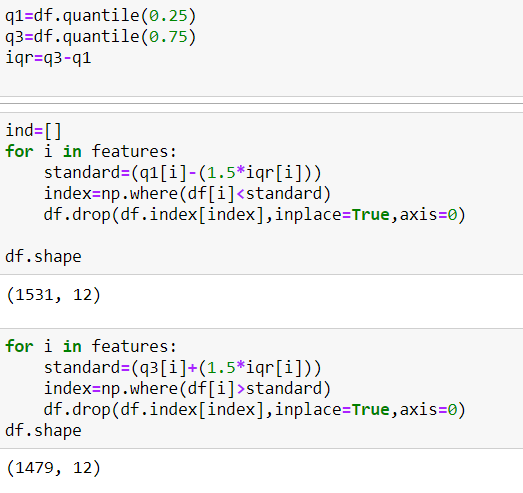 q1=df.quantile(0.25)
q3=df.quantile(0.75)
iqr=q3-q1
ind=[]
for i in features:
    standard=(q1[i]-(1.5*iqr[i]))
    index=np.where(df[i]<standard)
    df.drop(df.index[index],inplace=True,axis=0)
df.shape
(1531, 12)
for i in features:
    standard=(q3[i]+(1.5*iqr[i]))
    index=np.where(df[i]>standard)
    df.drop(df.index[index],inplace=True,axis=0)
df.shape
(1479, 12)